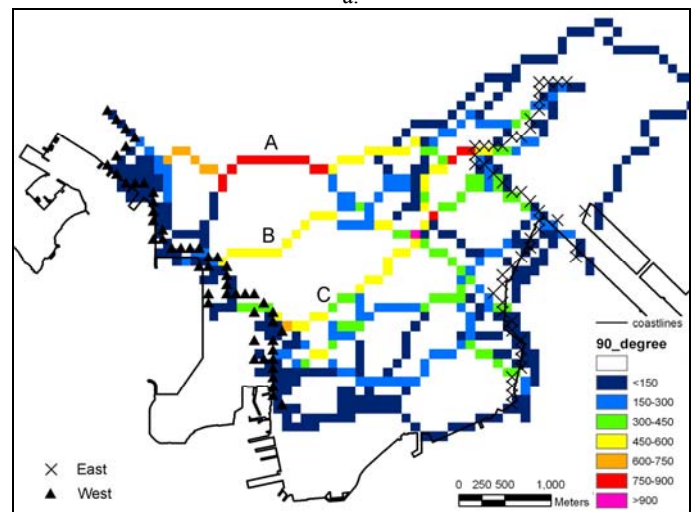 a.
A
B
C
coastlines
90_degree
<150
150-300
300-450
450-600
600-750
750-900
>900
East
West
0 250 500 1,000
Meters